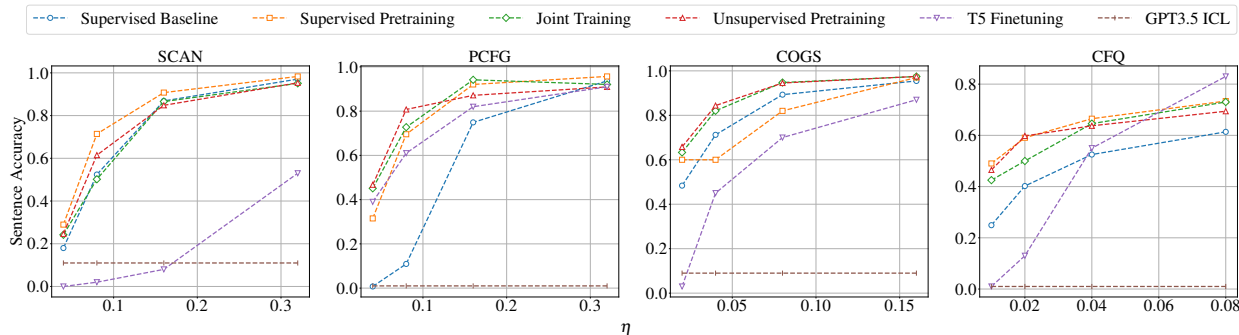 Supervised Baseline Supervised Pretraining Joint Training Unsupervised Pretraining T5 Finetuning GPT3.5 ICL
SCAN PCFG COGS CFQ
Sentence Accuracy
1.0
0.8
0.6
0.4
0.2
0.0
0.1 0.2 0.3
1.0
0.8
0.6
0.4
0.2
0.0
0.1 0.2 0.3
1.0
0.8
0.6
0.4
0.2
0.0
0.05 0.10 0.15
0.8
0.6
0.4
0.2
0.0
0.02 0.04 0.06 0.08
η